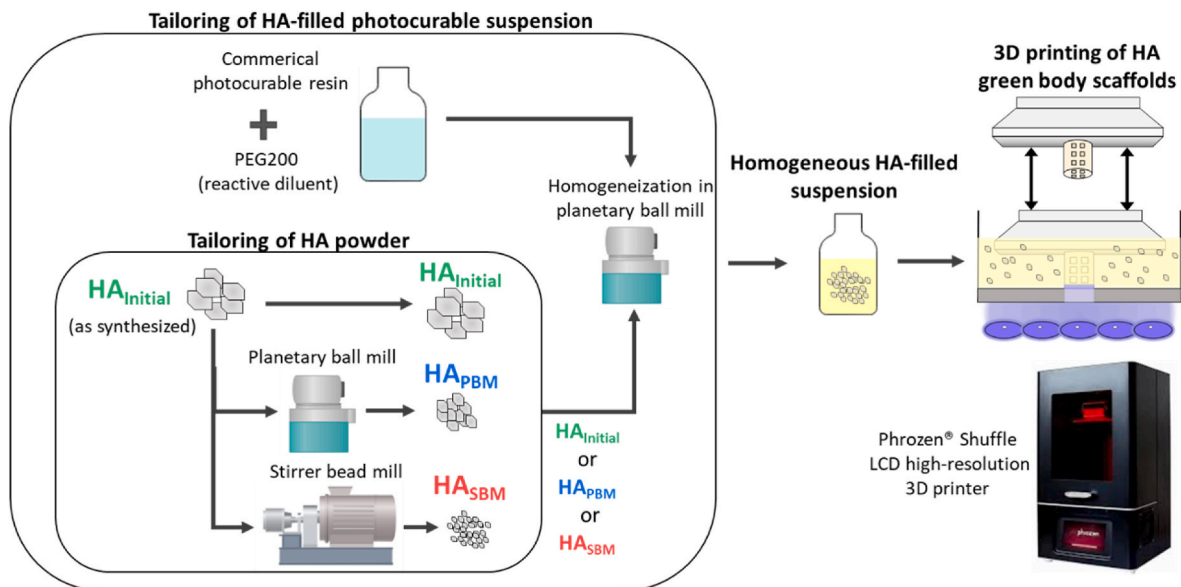 Tailoring of HA-filled photocurable suspension
Commerical
photocurable resin
PEG200
(reactive diluent)
Homogeneization in
planetary ball mill
Tailoring of HA powder
HAInitial
(as synthesized)
HAInitial
Planetary ball mill
HAPBM
Stirrer bead mill
HASBM
HAInitial
or
HAPBM
or
HASBM
Homogeneous HA-filled
suspension
3D printing of HA
green body scaffolds
Phrozen® Shuffle
LCD high-resolution
3D printer
phrozen